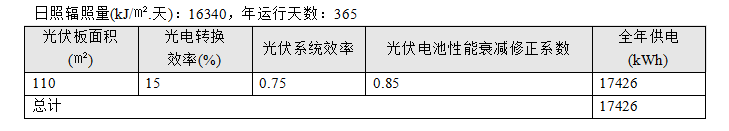 日照辐照量(kJ/㎡.天)：16340，年运行天数：365
光伏板面积(㎡) 光电转换效率(%) 光伏系统效率 光伏电池性能衰减修正系数 全年供电(kWh)
110 15 0.75 0.85 17426
总计 17426